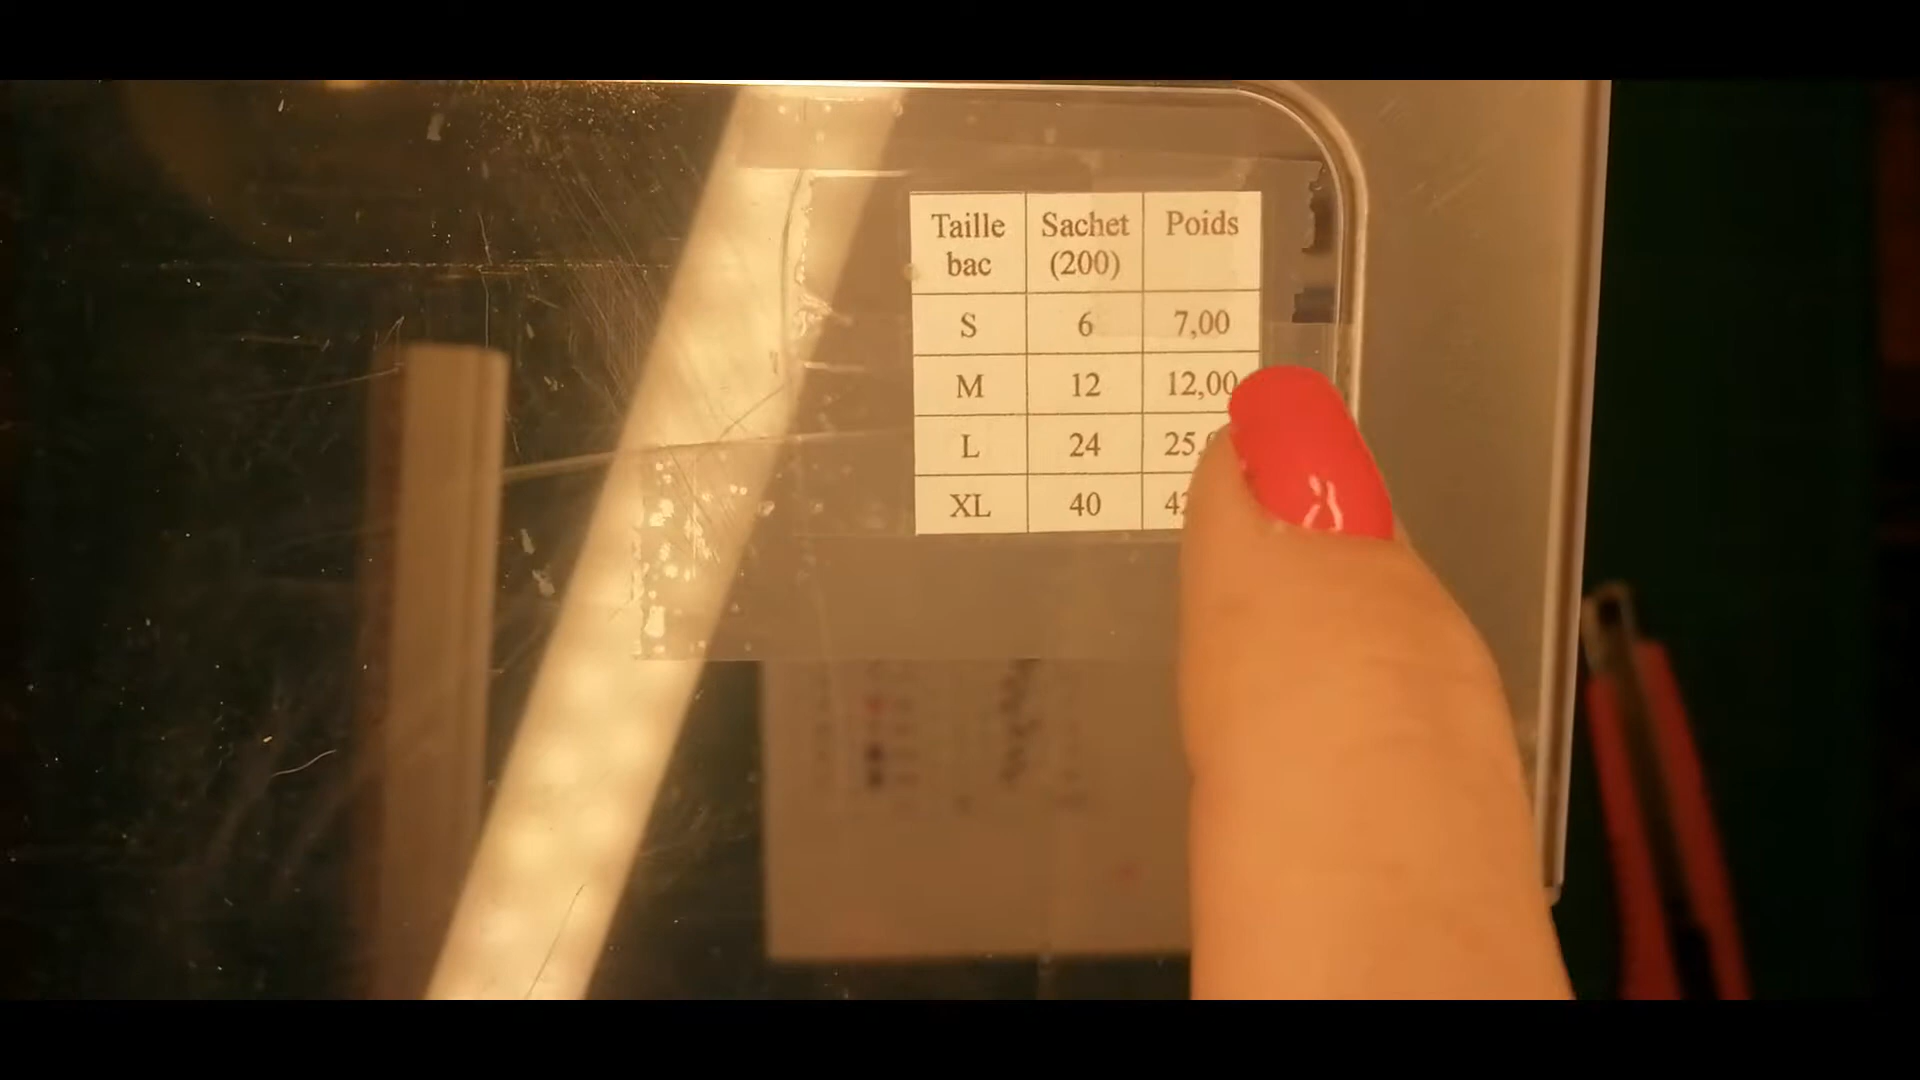 Taille bac Sachet (200) Poids
S 6 7,00
M 12 12,00
L 24
XL 40